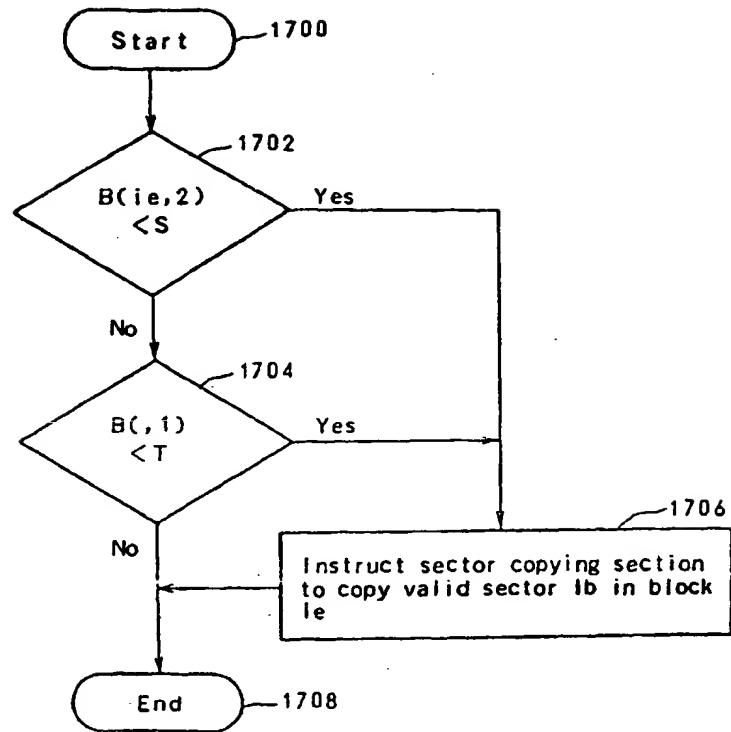 Start
1700
1702
B(ie,2)
<S
Yes
No
1704
B(,1)
<T
Yes
No
1706
Instruct sector copying section
to copy valid sector Ib in block
Ie
End
1708